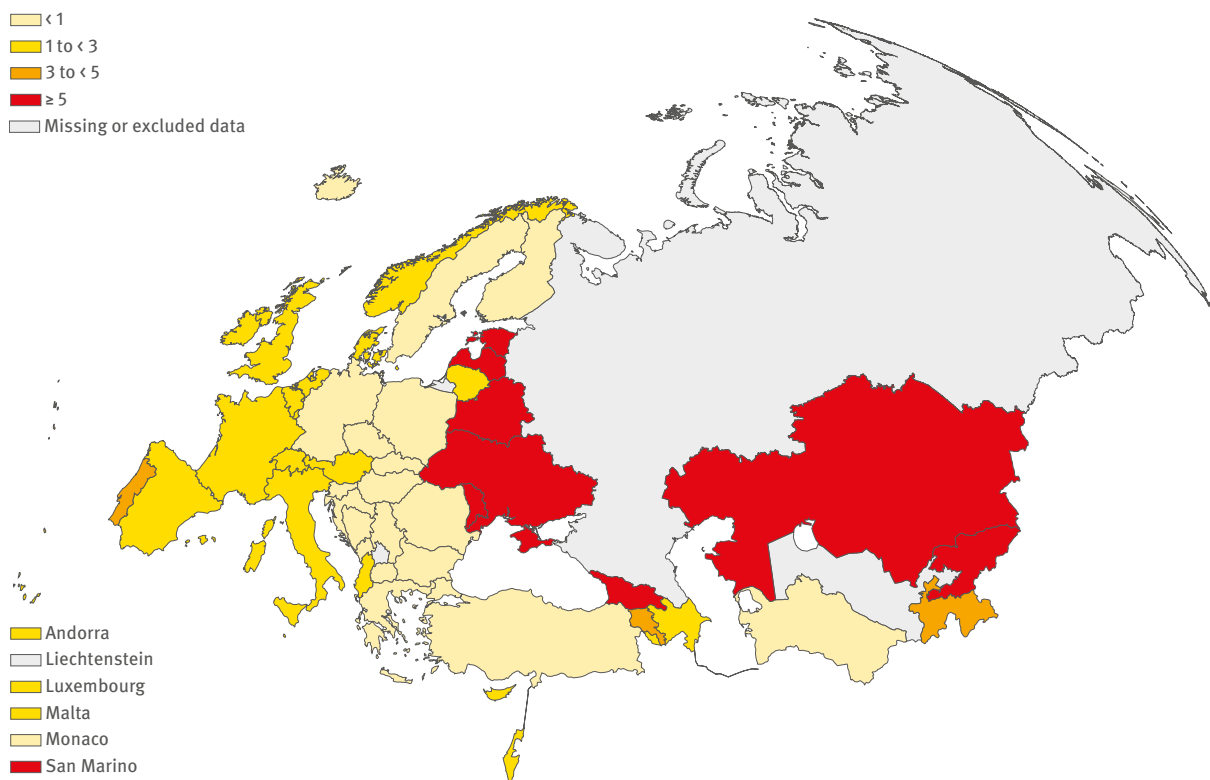 < 1
1 to < 3
3 to < 5
≥ 5
Missing or excluded data
Andorra
Liechtenstein
Luxembourg
Malta
Monaco
San Marino